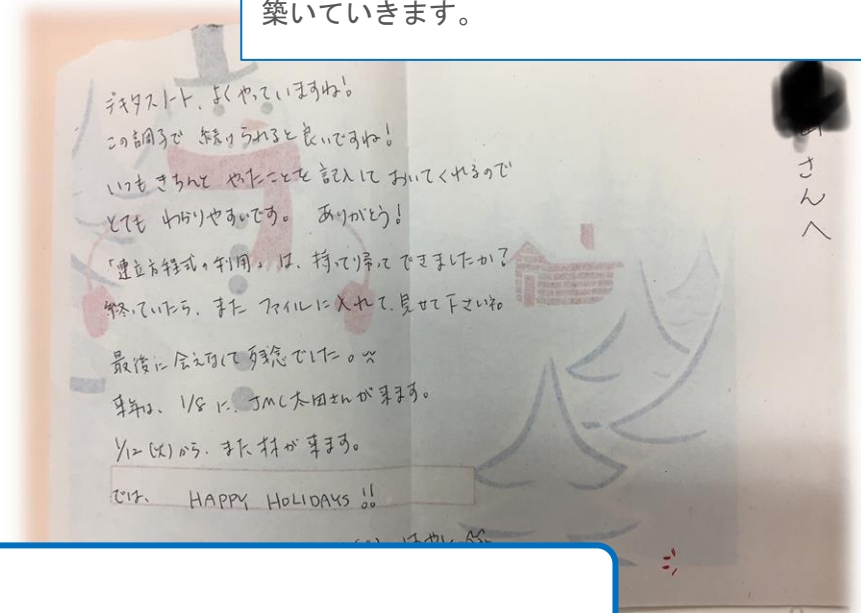 築いていきます。
さんへ
デキタスノート、よくやっていますね!
この調子で 続けられると良いですね!
いつも きちんと やったことを 記入して おいてくれるので
とても わかりやすいです。 ありがとう!
「連立方程式の利用」は、持って帰って できましたか?
終っていたら、また ファイルに入れて、見せて下さいね。
最後に会えなくて残念でした。
来年は、1/8 に、JMC太田さんが来ます。
1/12 (火)から、また 林が 来ます。
では、 HAPPY HOLIDAYS !!
はやし